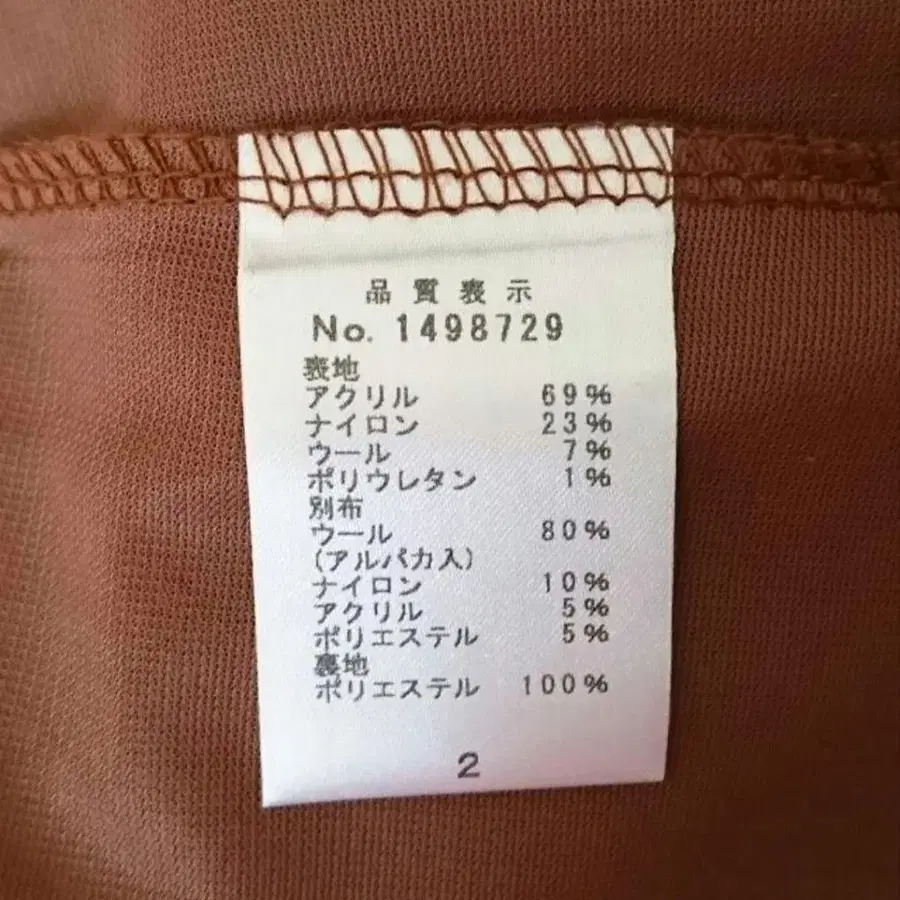 品質表示
No. 1498729
表地
アクリル 69%
ナイロン 23%
ウール 7%
ポリウレタン 1%
別布
ウール 80%
(アルパカ入)
ナイロン 10%
アクリル 5%
ポリエステル 5%
裏地
ポリエステル 100%
2